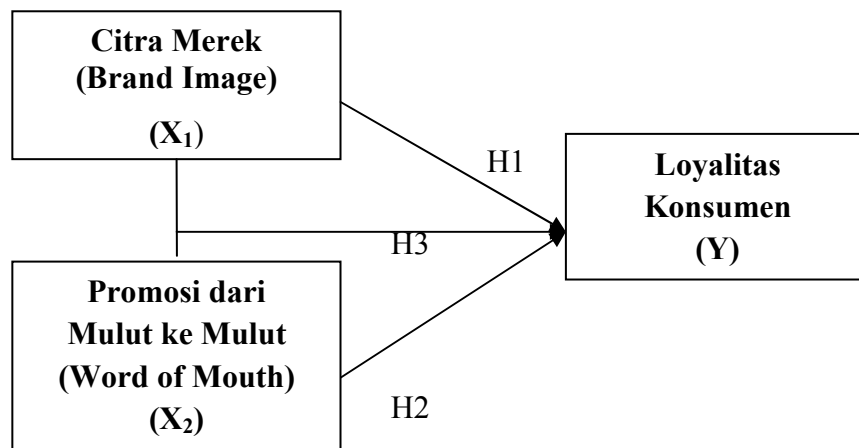 Citra Merek
(Brand Image)
(X₁)
H1
Loyalitas
Konsumen
(Y)
H3
Promosi dari
Mulut ke Mulut
(Word of Mouth)
(X₂)
H2